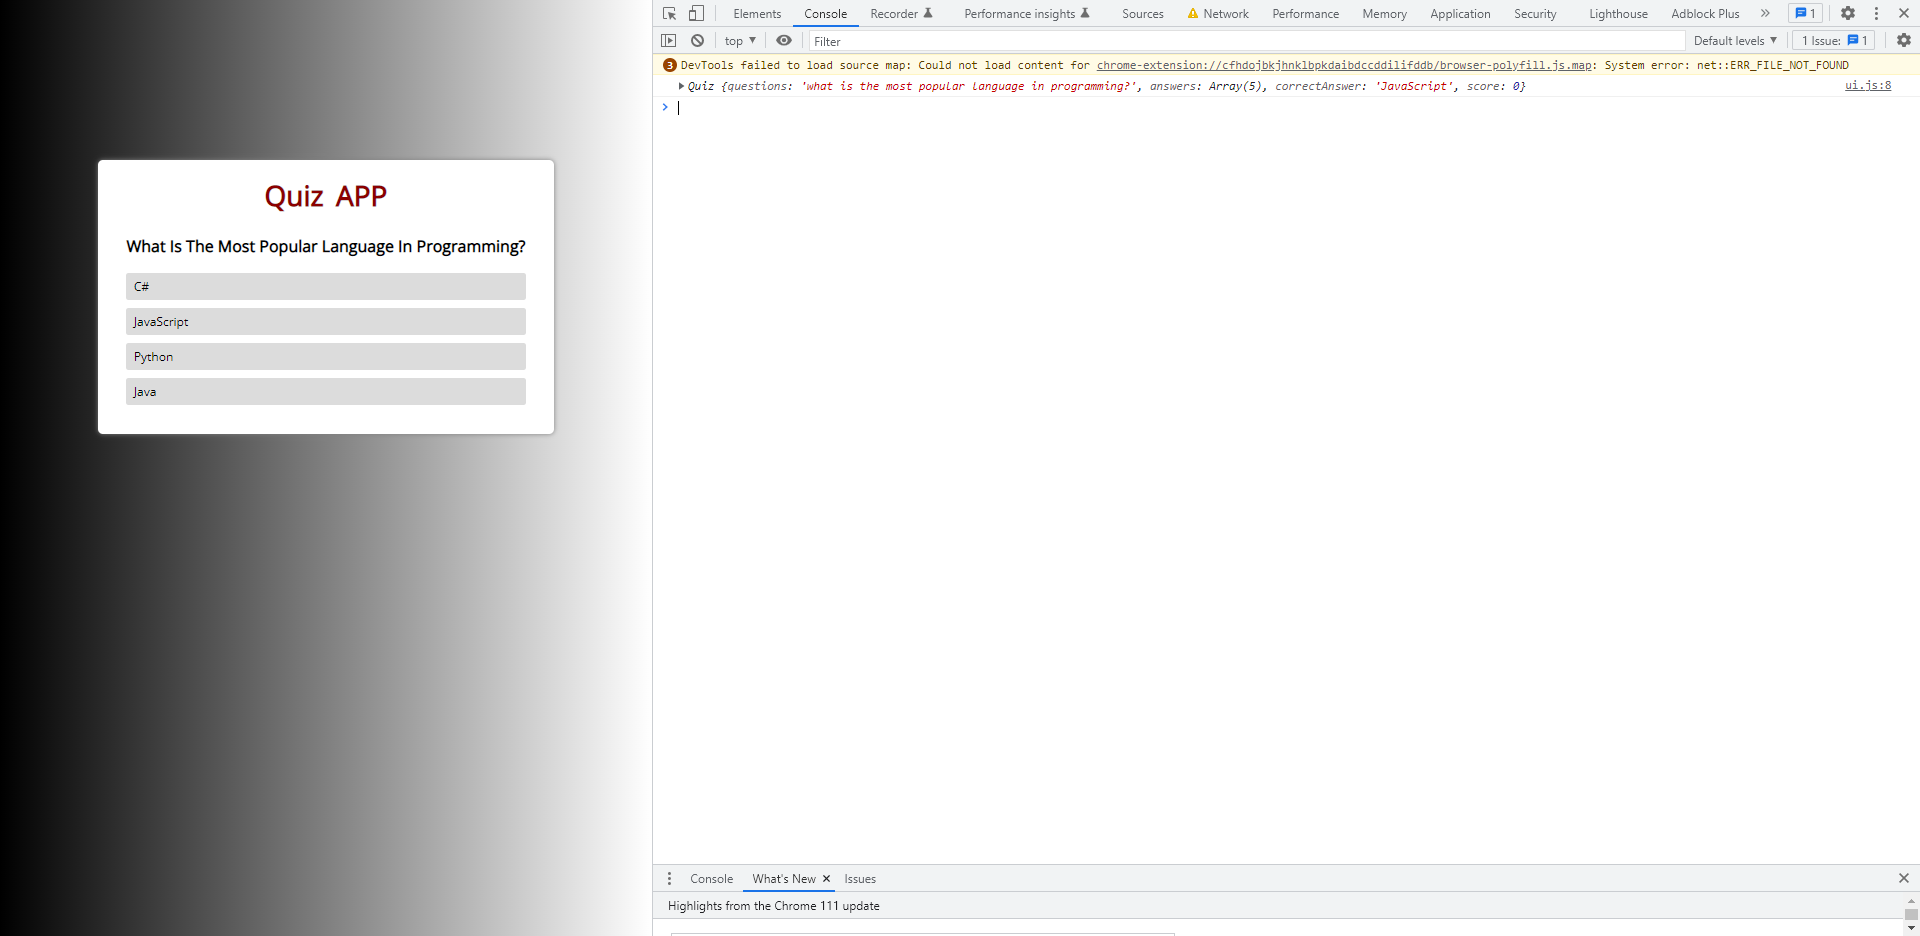 Quiz APP
What Is The Most Popular Language In Programming?
C#
JavaScript
Python
Java
Elements Console Recorder Performance insights Sources Network Performance Memory Application Security Lighthouse Adblock Plus 1
top Filter Default levels 1 Issue: 1
3 DevTools failed to load source map: Could not load content for chrome-extension://cfhdojbkjhnklbpkdaibdccddilifddb/browser-polyfill.js.map: System error: net::ERR_FILE_NOT_FOUND
Quiz {questions: 'what is the most popular language in programming?', answers: Array(5), correctAnswer: 'JavaScript', score: 0} ui.js:8
Console What's New Issues
Highlights from the Chrome 111 update